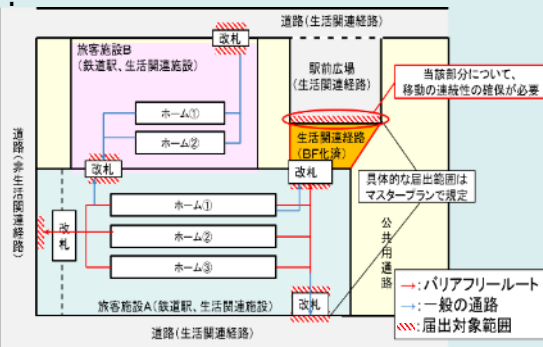 道路(生活関連経路)
改札
旅客施設B
(鉄道駅、生活関連施設)
駅前広場
(生活関連経路)
当該部分について、
移動の連続性の確保が必要
ホーム①
ホーム②
生活関連経路
(BF化済)
道路(非生活関連経路)
改札
改札
具体的な届出範囲は
マスタープランで規定
ホーム①
改札
ホーム②
ホーム③
公共用通路
→:バリアフリールート
→:一般の通路
:届出対象範囲
旅客施設A(鉄道駅、生活関連施設)
改札
道路(生活関連経路)